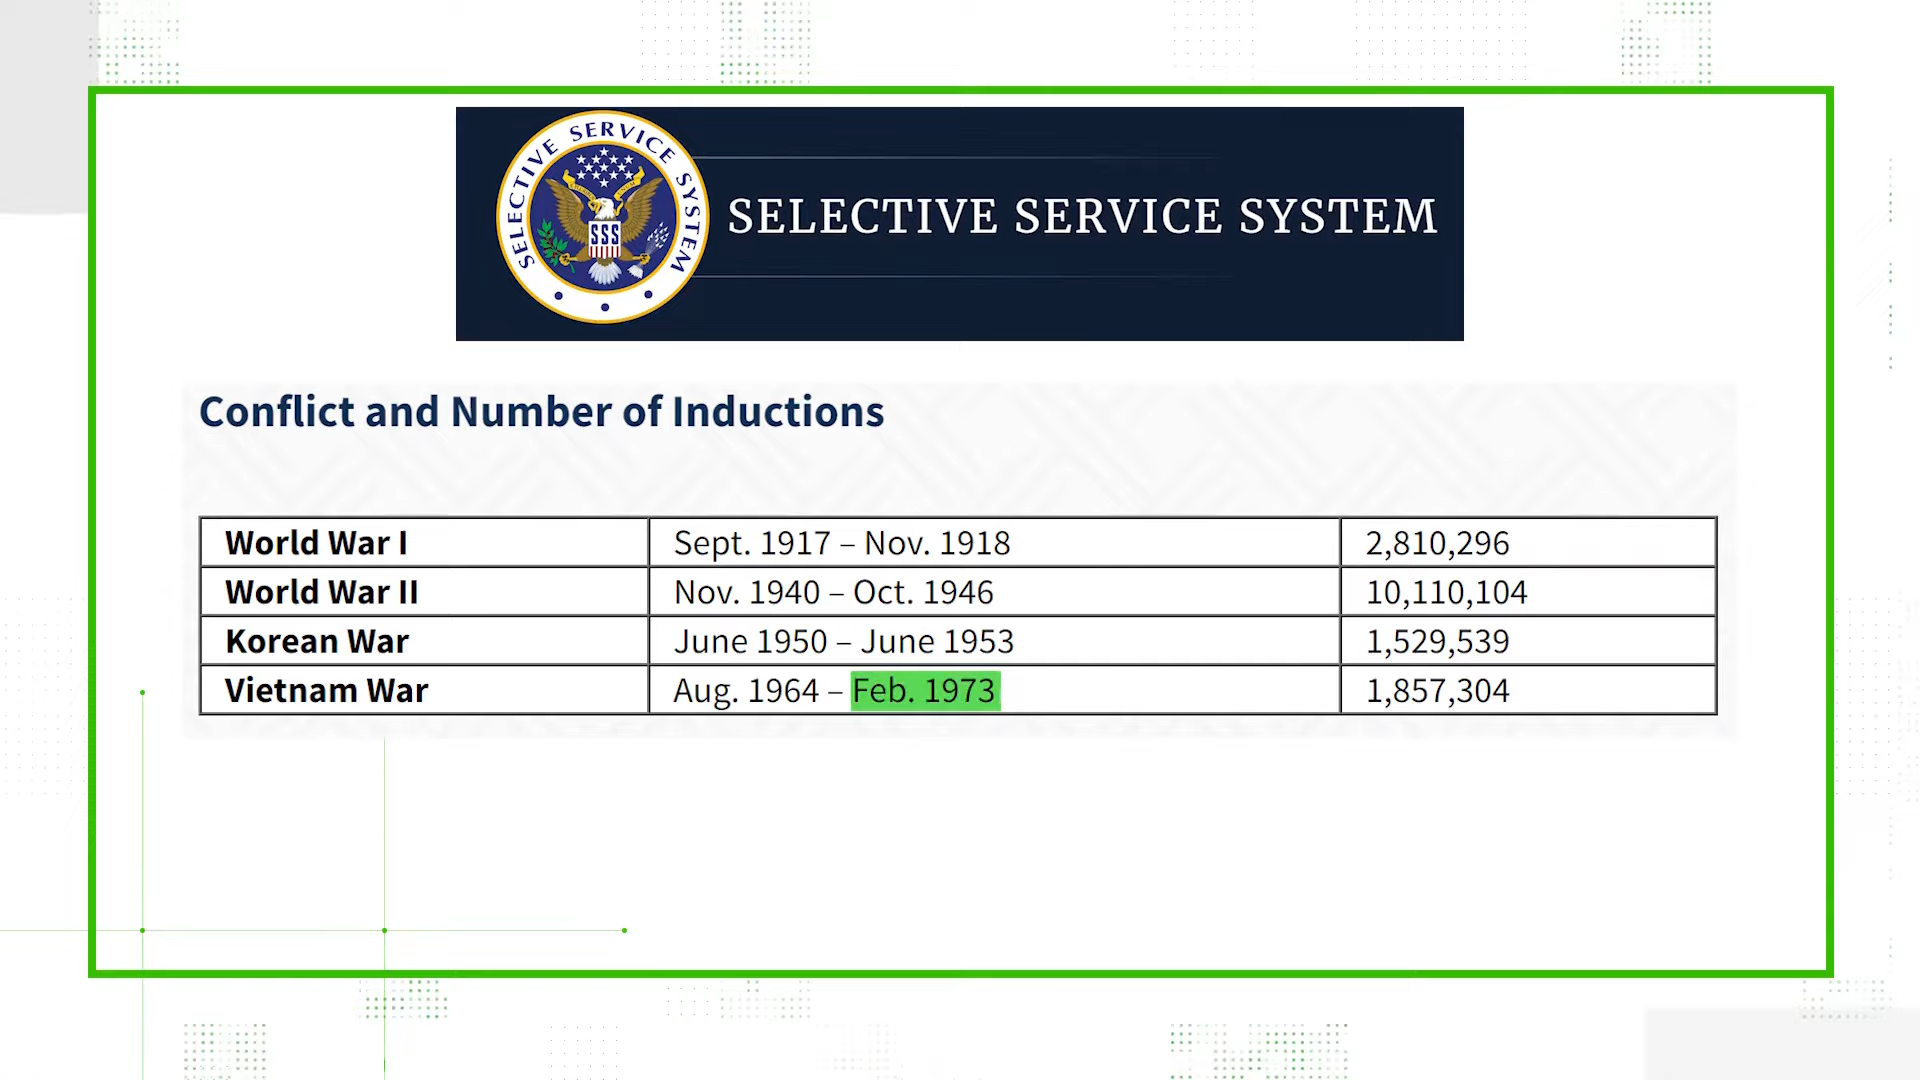 SELECTIVE SERVICE SYSTEM
SSS
SELECTIVE SERVICE SYSTEM
Conflict and Number of Inductions
World War I Sept. 1917 – Nov. 1918 2,810,296
World War II Nov. 1940 – Oct. 1946 10,110,104
Korean War June 1950 – June 1953 1,529,539
Vietnam War Aug. 1964 – Feb. 1973 1,857,304